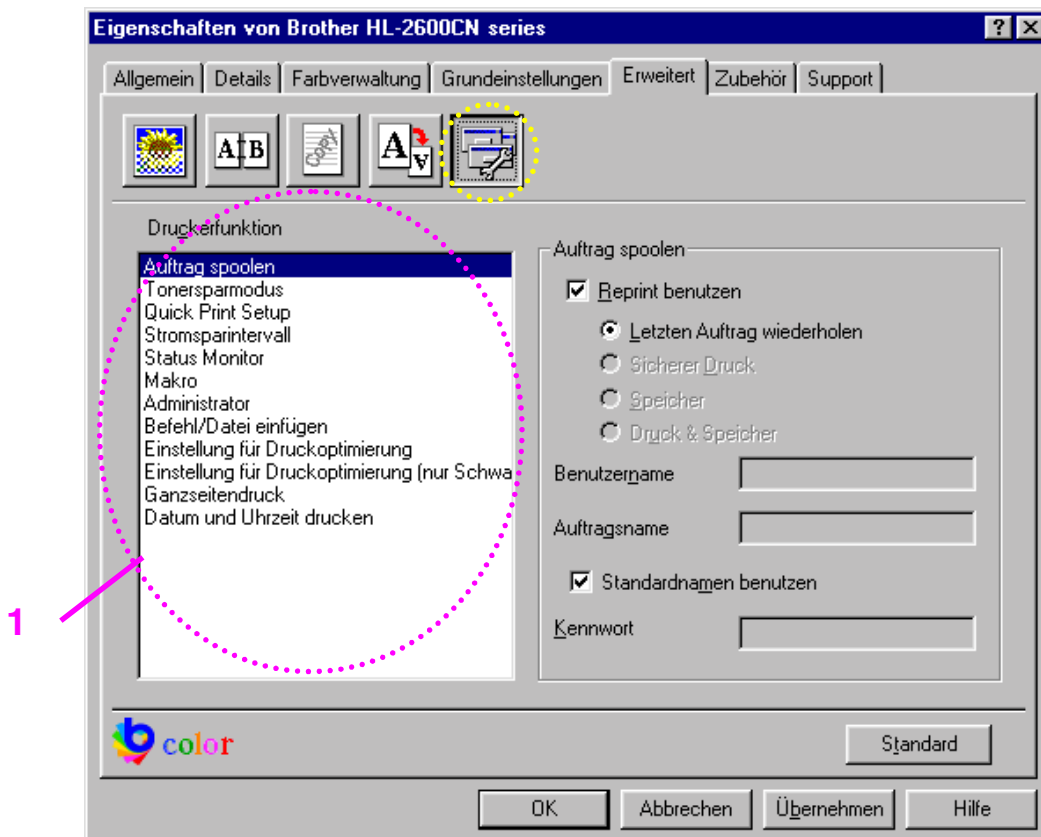 Eigenschaften von Brother HL-2600CN series
Allgemein Details Farbverwaltung Grundeinstellungen Erweitert Zubehör Support
A B COPY A A
Druckerfunktion
Auftrag spoolen
Tonersparmodus
Quick Print Setup
Stromsparintervall
Status Monitor
Makro
Administrator
Befehl/Datei einfügen
Einstellung für Druckoptimierung
Einstellung für Druckoptimierung (nur Schwa
Ganzseitendruck
Datum und Uhrzeit drucken
1
Auftrag spoolen
Reprint benutzen
Letzten Auftrag wiederholen
Sicherer Druck
Speicher
Druck & Speicher
Benutzername
Auftragsname
Standardnamen benutzen
Kennwort
color
Standard
OK Abbrechen Übernehmen Hilfe